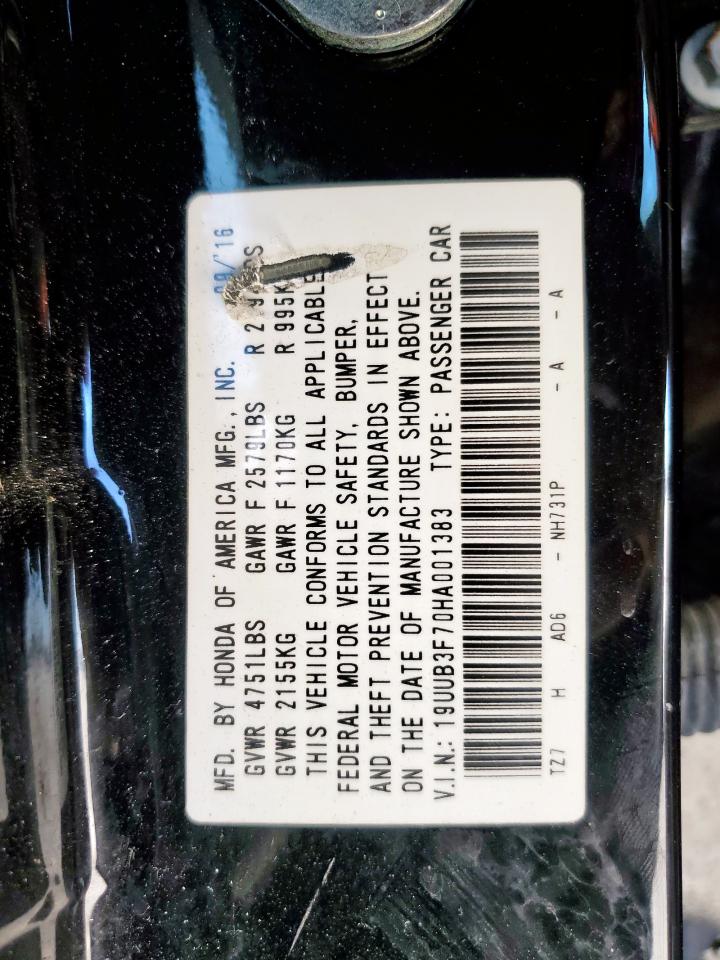 MFD. BY HONDA OF AMERICA MFG., INC. /'16
GVWR 4751LBS GAWR F 2579LBS R
GVWR 2155KG GAWR F 1170KG R 995K
THIS VEHICLE CONFORMS TO ALL APPLICABLE
FEDERAL MOTOR VEHICLE SAFETY, BUMPER,
AND THEFT PREVENTION STANDARDS IN EFFECT
ON THE DATE OF MANUFACTURE SHOWN ABOVE.
V.I.N.: 19UUB3F70HA001383 TYPE: PASSENGER CAR
TZ7 H AD6 - NH731P - A - A